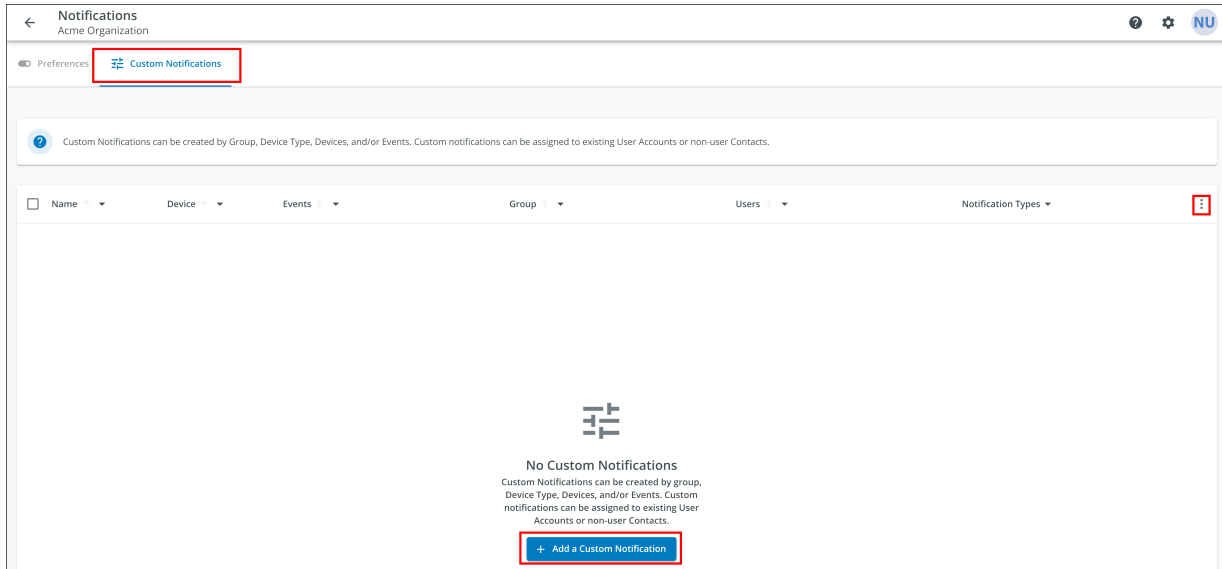 Notifications
Acme Organization
NU
Preferences
Custom Notifications
Custom Notifications can be created by Group, Device Type, Devices, and/or Events. Custom notifications can be assigned to existing User Accounts or non-user Contacts.
Name Device Events Group Users Notification Types
No Custom Notifications
Custom Notifications can be created by group,
Device Type, Devices, and/or Events. Custom
notifications can be assigned to existing User
Accounts or non-user Contacts.
+ Add a Custom Notification